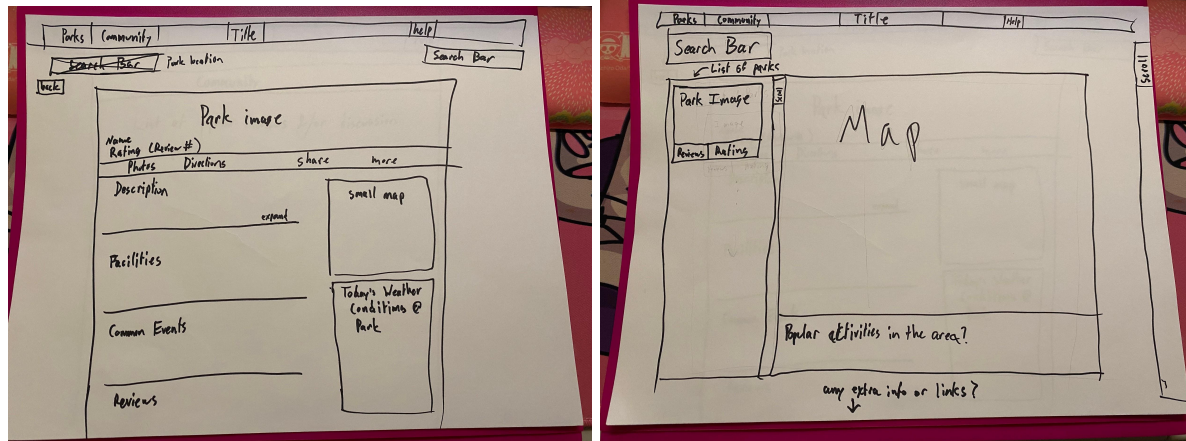 Parks Community Title help
Search Bar Park location
Search Bar
back
Park image
Name
Rating (Review #)
Photos Directions share more
Description
expand
small map
Facilities
Today's Weather
Conditions @
Park
Common Events
Reviews
Parks Community Title Help
Search Bar
Scroll
List of parks
Park Image
Scroll
Map
Reviews Rating
Popular activities in the area?
any extra info or links?